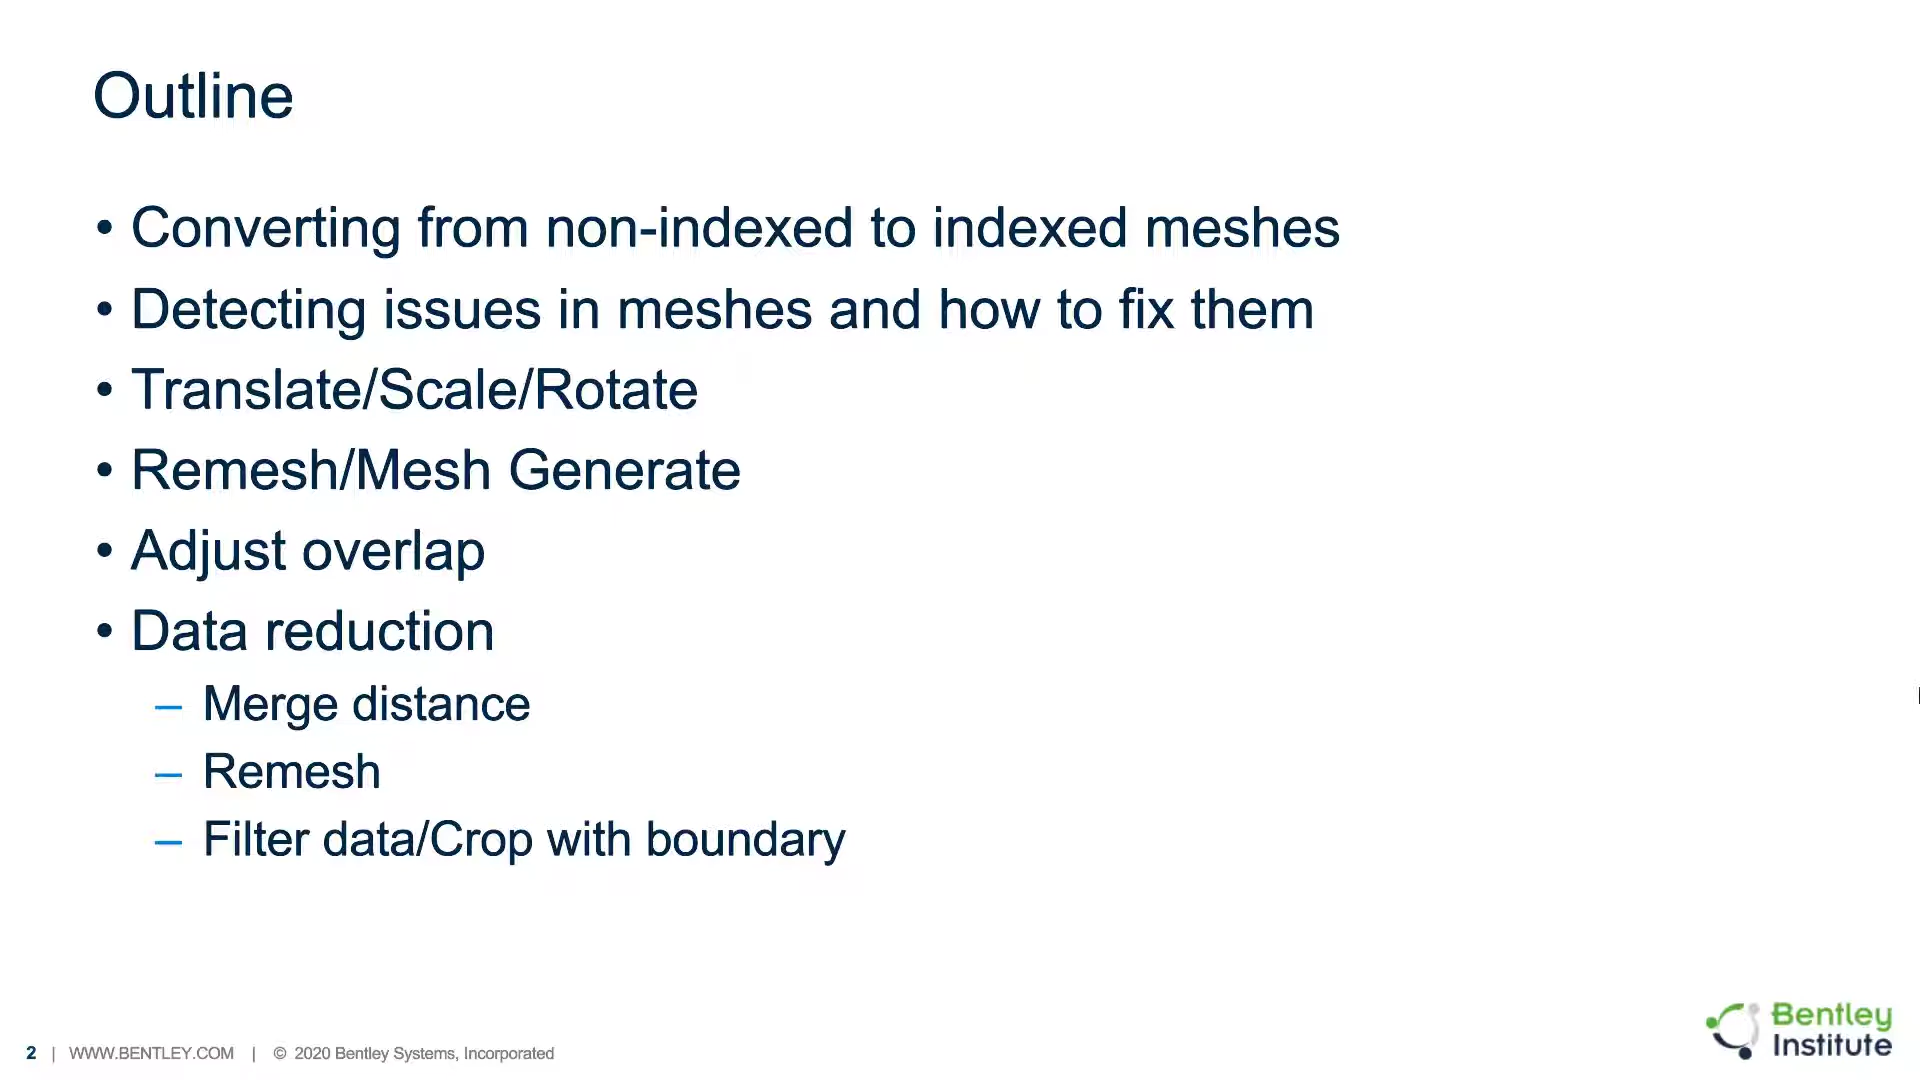 Outline
• Converting from non-indexed to indexed meshes
• Detecting issues in meshes and how to fix them
• Translate/Scale/Rotate
• Remesh/Mesh Generate
• Adjust overlap
• Data reduction
– Merge distance
– Remesh
– Filter data/Crop with boundary
2 | WWW.BENTLEY.COM | © 2020 Bentley Systems, Incorporated
Bentley
Institute